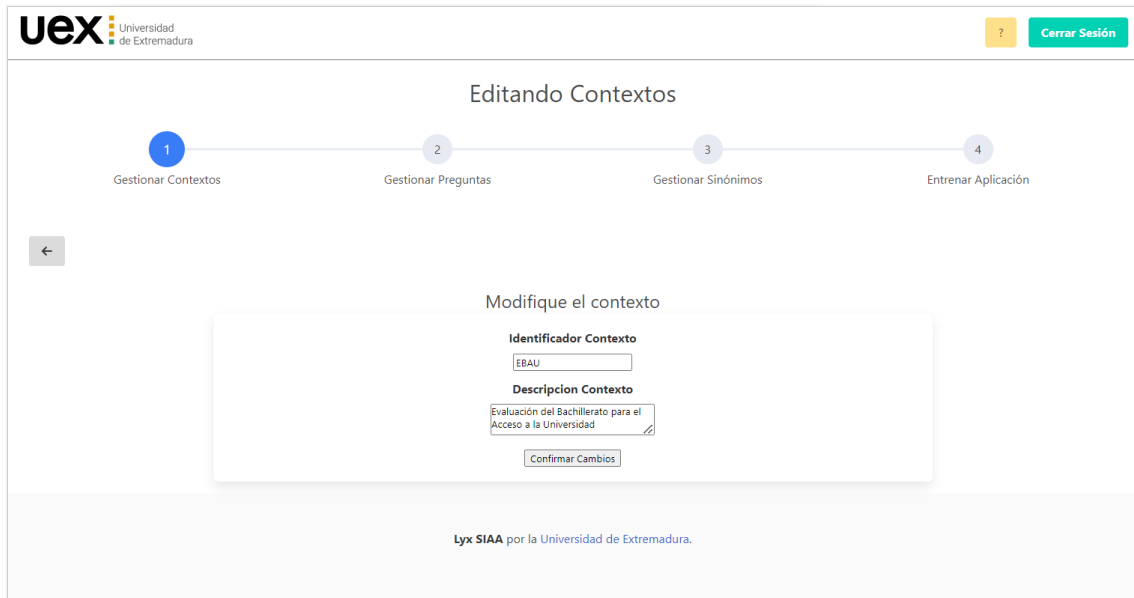 uex Universidad
de Extremadura
? Cerrar Sesión
Editando Contextos
1 2 3 4
Gestionar Contextos Gestionar Preguntas Gestionar Sinónimos Entrenar Aplicación
Modifique el contexto
Identificador Contexto
EBAU
Descripcion Contexto
Evaluación del Bachillerato para el
Acceso a la Universidad
Confirmar Cambios
Lyx SIAA por la Universidad de Extremadura.